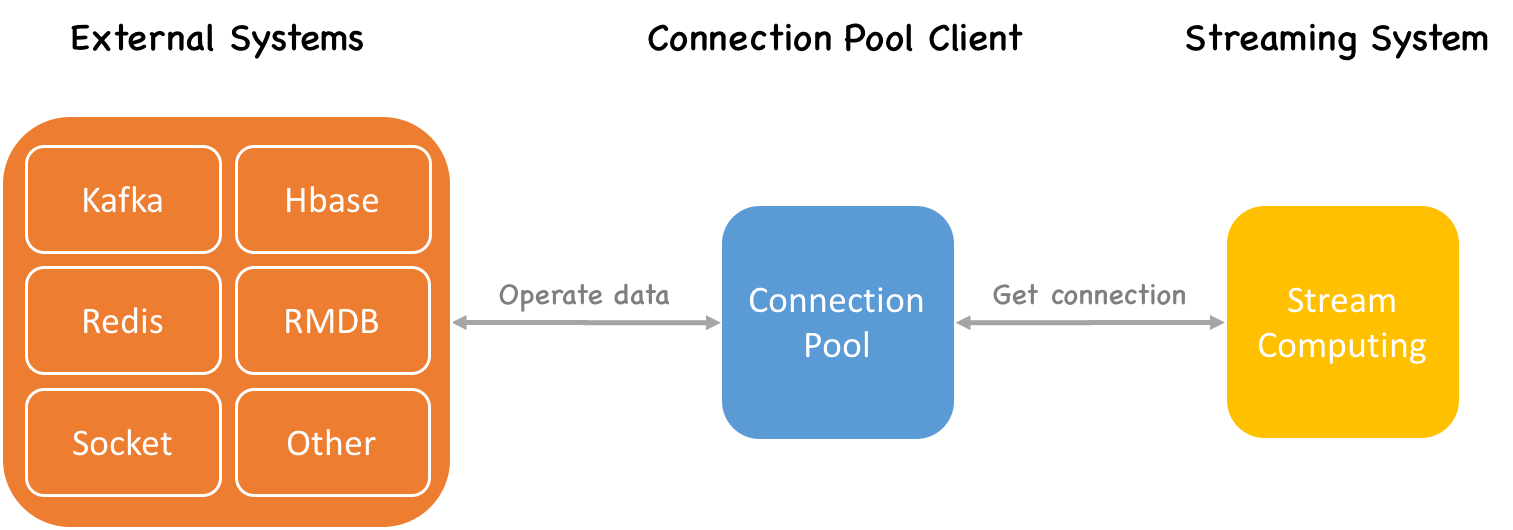 External Systems
Connection Pool Client
Streaming System
Kafka
Hbase
Redis
RMDB
Socket
Other
Operate data
Connection
Pool
Get connection
Stream
Computing